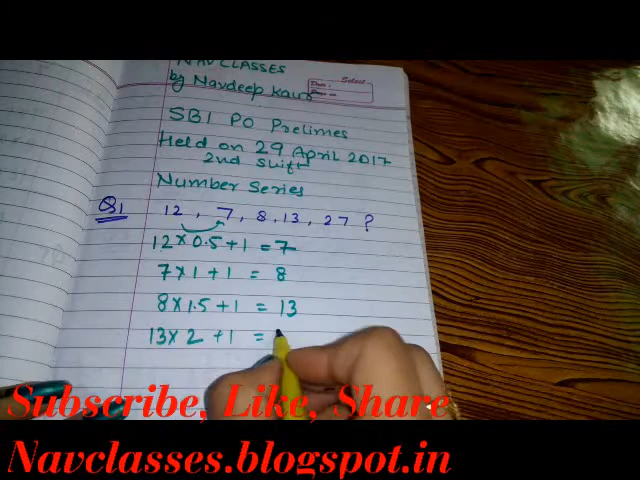 NAVCLASSES
by Navdeep Kaur
Select
SBI PO Prelimes
Held on 29 April 2017
2nd Shift
Number Series
Q1 12, 7, 8, 13, 27 ?
12 × 0.5 + 1 = 7
7 × 1 + 1 = 8
8 × 1.5 + 1 = 13
13 × 2 + 1 =
Subscribe, Like, Share
Navclasses.blogspot.in